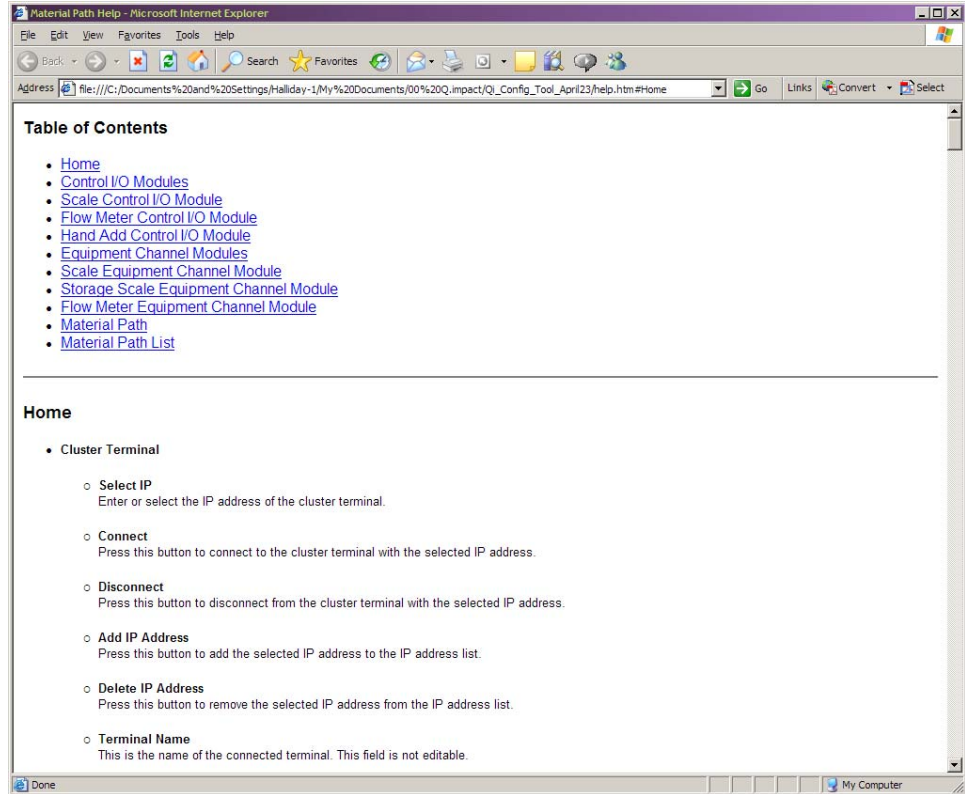 Material Path Help - Microsoft Internet Explorer
File Edit View Favorites Tools Help
Back Search Favorites
Address file:///C:/Documents%20and%20Settings/Halliday-1/My%20Documents/00%20Q.impact/Qi_Config_Tool_April23/help.htm#Home Go Links Convert Select
Table of Contents
• Home
• Control I/O Modules
• Scale Control I/O Module
• Flow Meter Control I/O Module
• Hand Add Control I/O Module
• Equipment Channel Modules
• Scale Equipment Channel Module
• Storage Scale Equipment Channel Module
• Flow Meter Equipment Channel Module
• Material Path
• Material Path List
Home
• Cluster Terminal
○ Select IP
Enter or select the IP address of the cluster terminal.
○ Connect
Press this button to connect to the cluster terminal with the selected IP address.
○ Disconnect
Press this button to disconnect from the cluster terminal with the selected IP address.
○ Add IP Address
Press this button to add the selected IP address to the IP address list.
○ Delete IP Address
Press this button to remove the selected IP address from the IP address list.
○ Terminal Name
This is the name of the connected terminal. This field is not editable.
Done My Computer